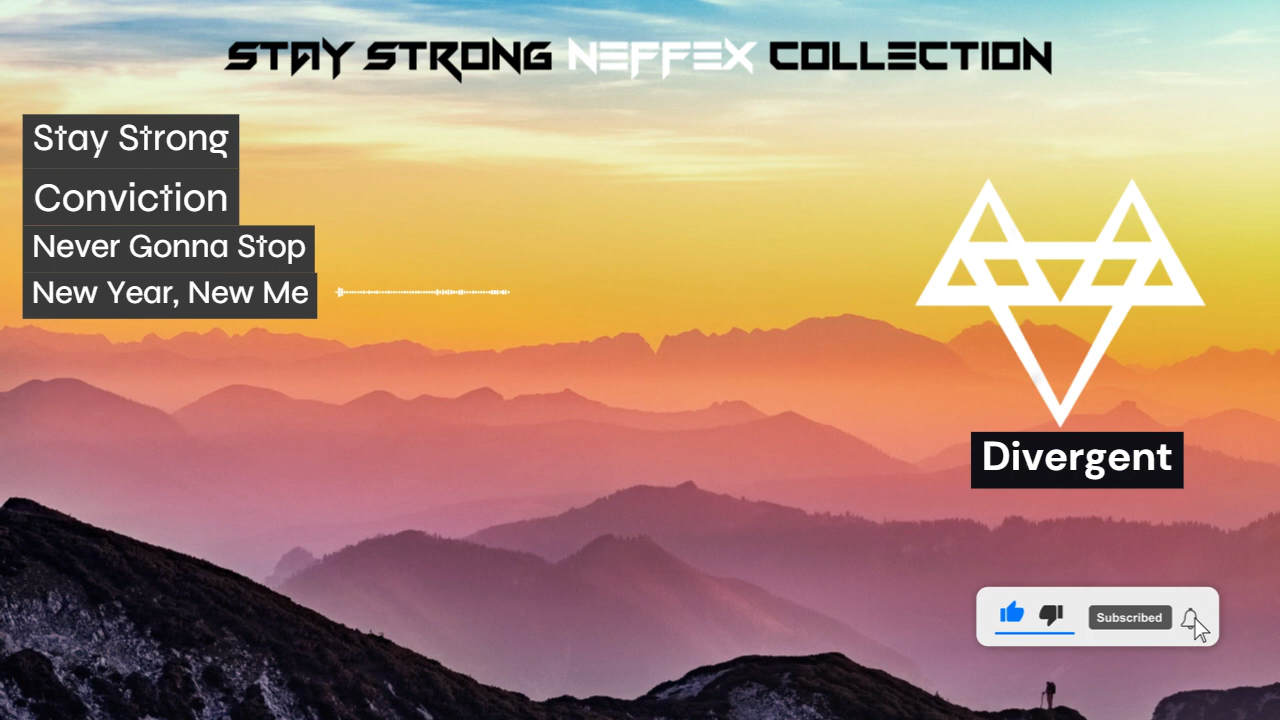 STAY STRONG NEFFEX COLLECTION
Stay Strong
Conviction
Never Gonna Stop
New Year, New Me
Divergent
Subscribed